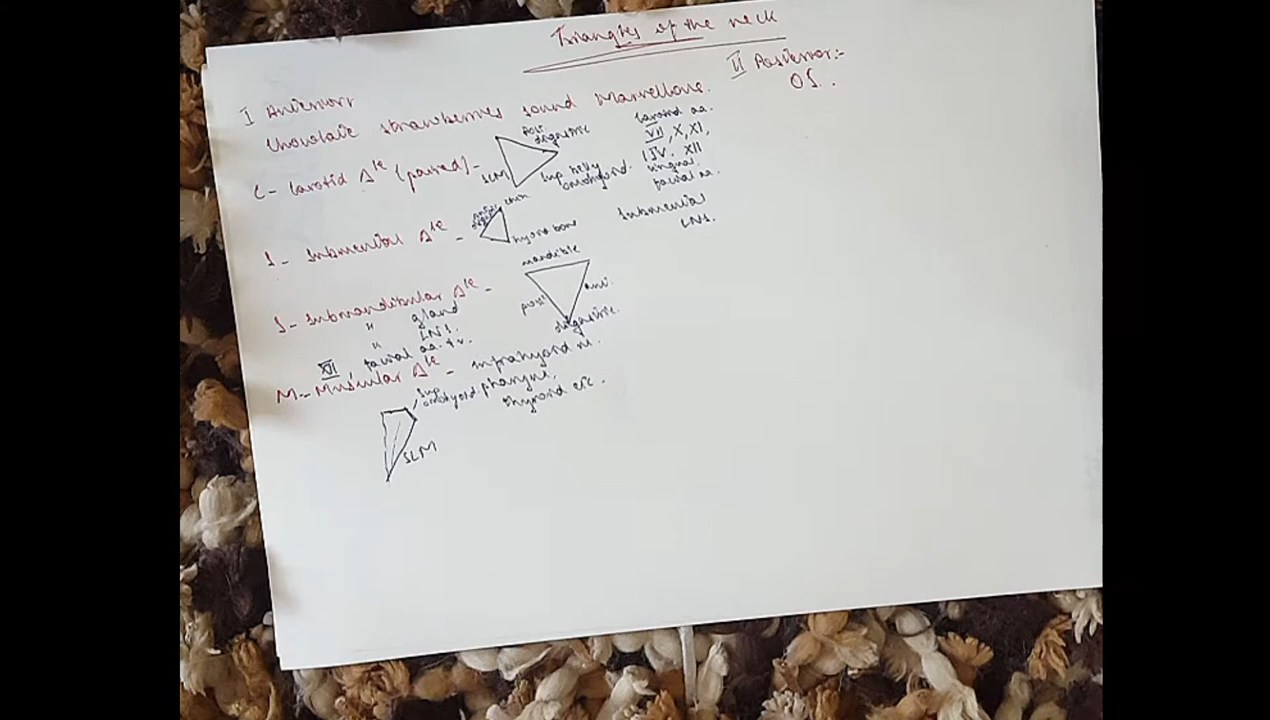 Triangles of the neck
I Anterior
Chocolate strawberries sound marvellous.
C- Carotid Δle (paired) -
post
digastric
SCM
sup belly
omohyoid.
Carotid aa.
VII, X, XI,
IJV, XII
lingual
facial aa.
S- Submental Δle -
chin
hyoid bone
Submental
LNs.
S- Submandibular Δle -
mandible
post
ant.
digastric.
" gland
" LNs.
XII, facial aa. & v.
M- Muscular Δle - infrahyoid m.
pharynx,
thyroid etc.
sup
omohyoid
SCM
II Posterior:-
OS..